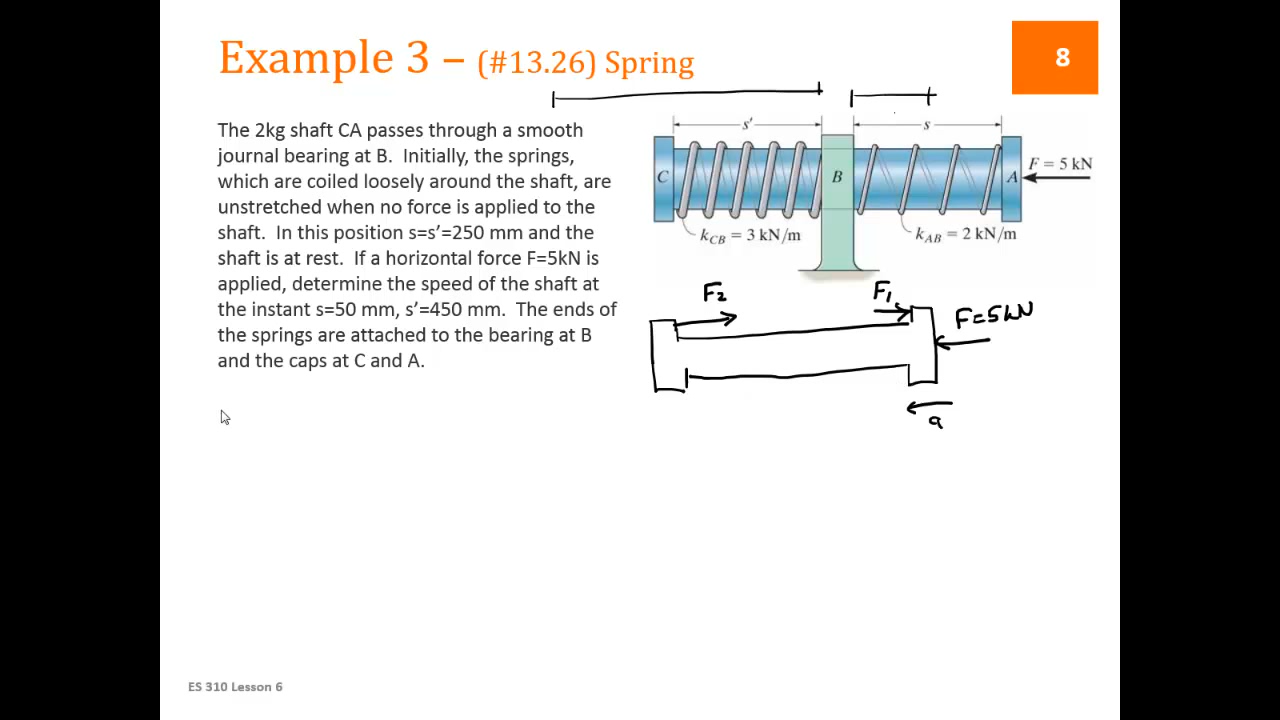 Example 3 – (#13.26) Spring
8
The 2kg shaft CA passes through a smooth
journal bearing at B. Initially, the springs,
which are coiled loosely around the shaft, are
unstretched when no force is applied to the
shaft. In this position s=s’=250 mm and the
shaft is at rest. If a horizontal force F=5kN is
applied, determine the speed of the shaft at
the instant s=50 mm, s’=450 mm. The ends of
the springs are attached to the bearing at B
and the caps at C and A.
s' s
C B A F = 5 kN
k_CB = 3 kN/m k_AB = 2 kN/m
F2 F1 F=5kN
a
ES 310 Lesson 6